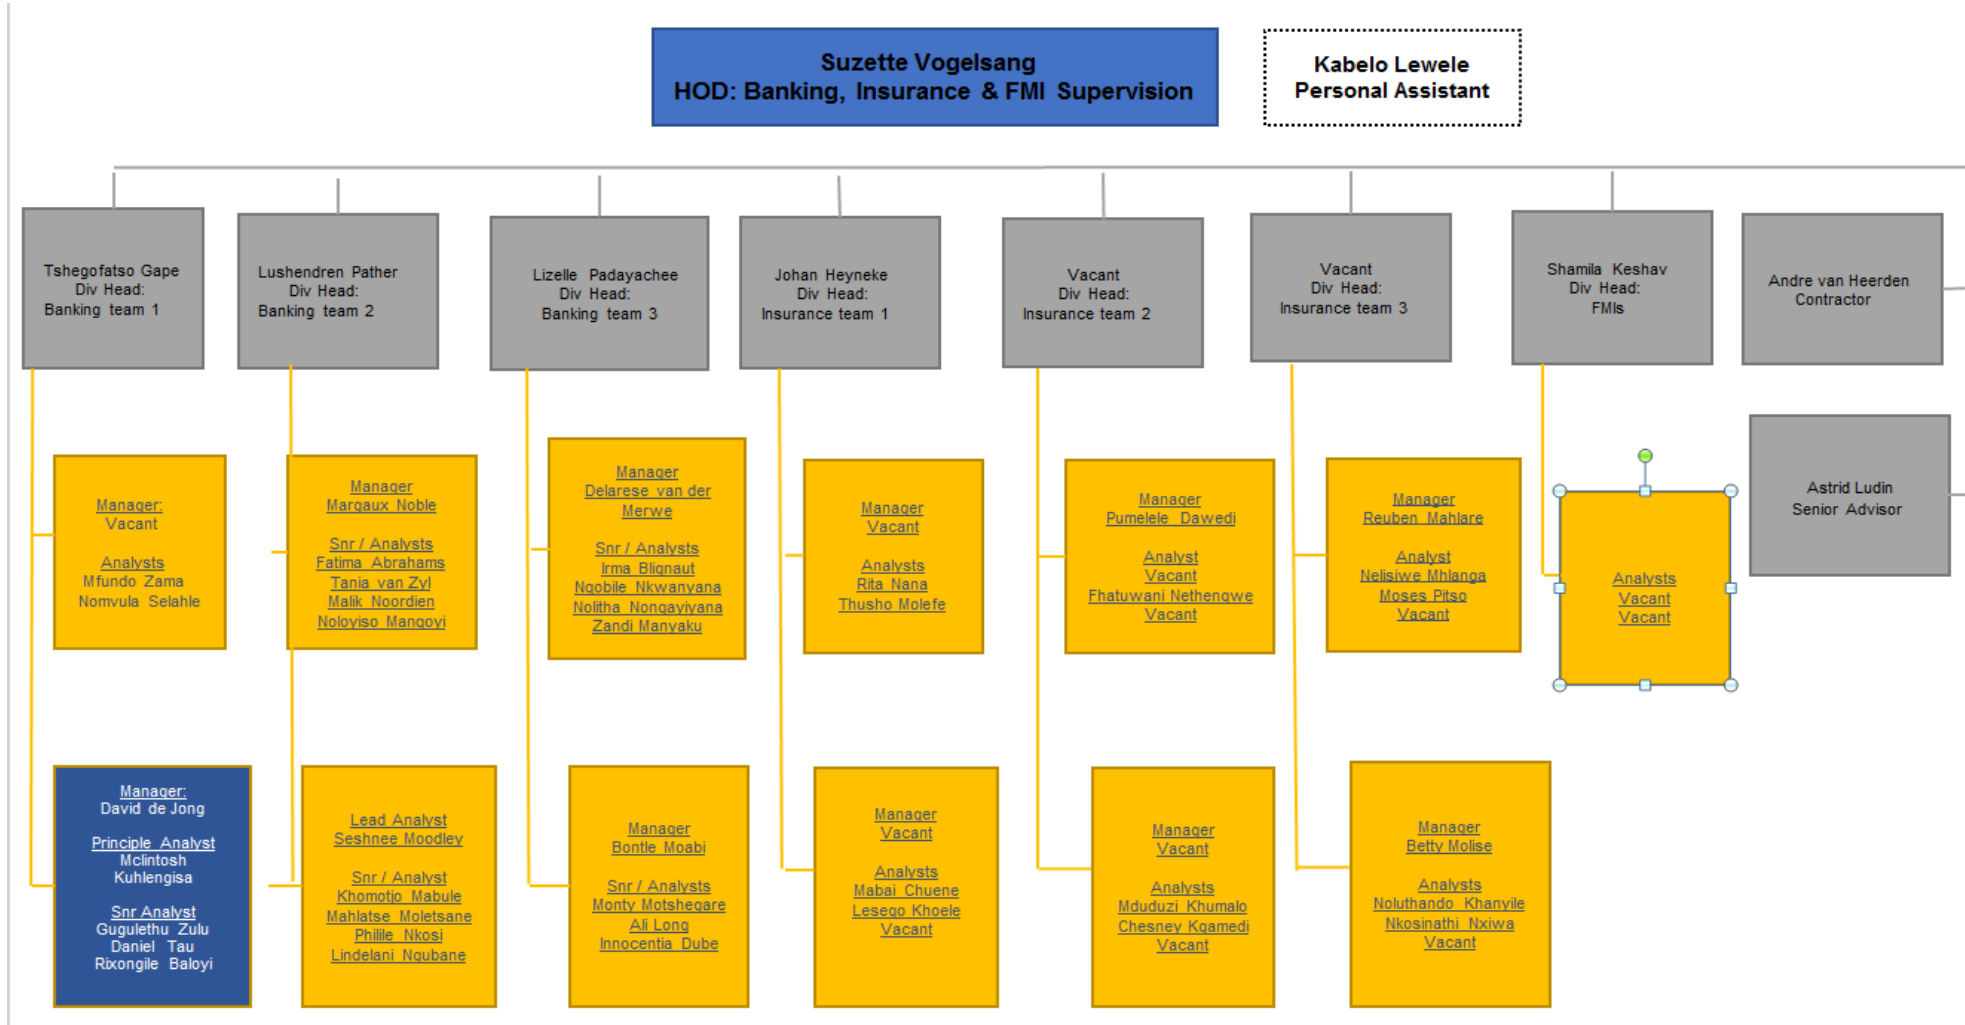 Suzette Vogelsang
HOD: Banking, Insurance & FMI Supervision
Kabelo Lewele
Personal Assistant
Tshegofatso Gape
Div Head:
Banking team 1
Lushendren Pather
Div Head:
Banking team 2
Lizelle Padayachee
Div Head:
Banking team 3
Johan Heyneke
Div Head:
Insurance team 1
Vacant
Div Head:
Insurance team 2
Vacant
Div Head:
Insurance team 3
Shamila Keshav
Div Head:
FMIs
Andre van Heerden
Contractor
Astrid Ludin
Senior Advisor
Manager:
Vacant
Analysts
Mfundo Zama
Nomvula Selahle
Manager
Margaux Noble
Snr / Analysts
Fatima Abrahams
Tania van Zyl
Malik Noordien
Noloyiso Mangoyi
Manager
Delarese van der
Merwe
Snr / Analysts
Irma Blignaut
Nqobile Nkwanyana
Nolitha Nongayiyana
Zandi Manyaku
Manager
Vacant
Analysts
Rita Nana
Thusho Molefe
Manager
Pumelele Dawedi
Analyst
Vacant
Fhatuwani Nethengwe
Vacant
Manager
Reuben Mahlare
Analyst
Nelisiwe Mhlanga
Moses Pitso
Vacant
Analysts
Vacant
Vacant
Manager:
David de Jong
Principle Analyst
Mclintosh
Kuhlengisa
Snr Analyst
Gugulethu Zulu
Daniel Tau
Rixongile Baloyi
Lead Analyst
Seshnee Moodley
Snr / Analyst
Khomotjo Mabule
Mahlatse Moletsane
Philile Nkosi
Lindelani Ngubane
Manager
Bontle Moabi
Snr / Analysts
Monty Motshegare
Ali Long
Innocentia Dube
Manager
Vacant
Analysts
Mabai Chuene
Lesego Khoele
Vacant
Manager
Vacant
Analysts
Mduduzi Khumalo
Chesney Kgamedi
Vacant
Manager
Betty Molise
Analysts
Noluthando Khanyile
Nkosinathi Nxiwa
Vacant